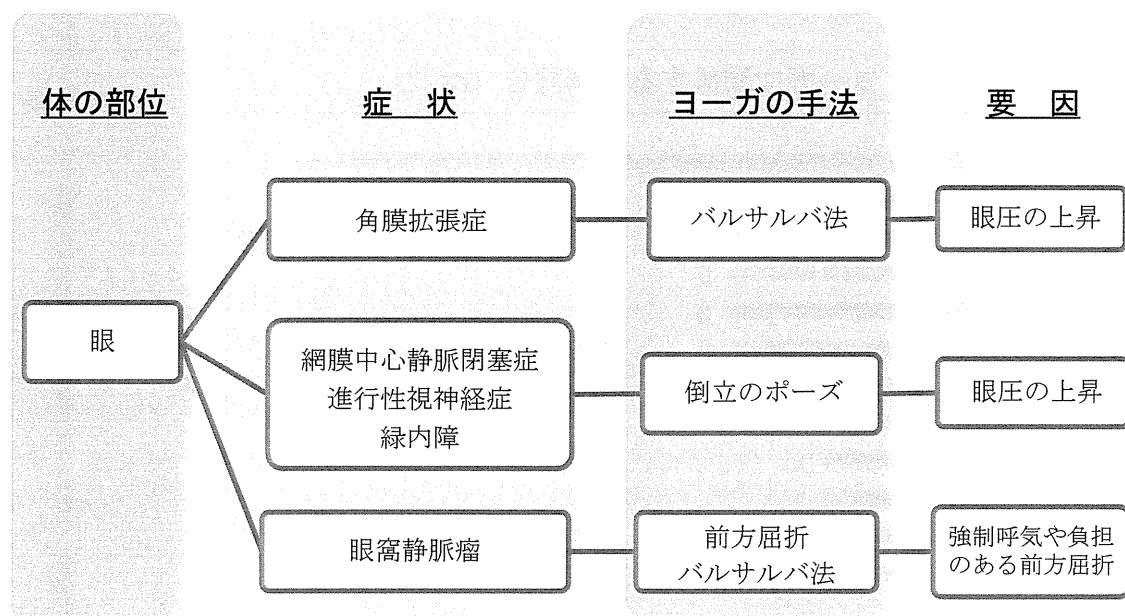 体の部位
症 状
ヨーガの手法
要 因
眼
角膜拡張症
バルサルバ法
眼圧の上昇
網膜中心静脈閉塞症
進行性視神経症
緑内障
倒立のポーズ
眼圧の上昇
眼窩静脈瘤
前方屈折
バルサルバ法
強制呼気や負担
のある前方屈折